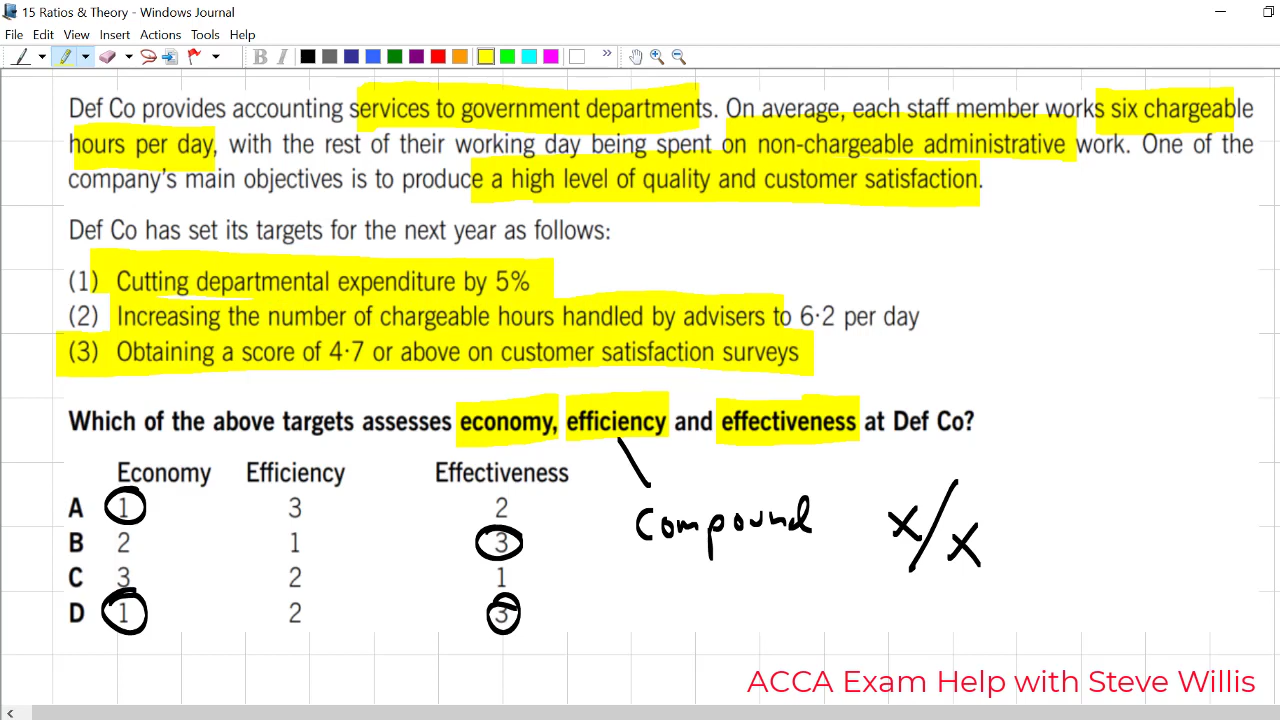 15 Ratios & Theory - Windows Journal
File Edit View Insert Actions Tools Help
B I
Def Co provides accounting services to government departments. On average, each staff member works six chargeable
hours per day, with the rest of their working day being spent on non-chargeable administrative work. One of the
company's main objectives is to produce a high level of quality and customer satisfaction.
Def Co has set its targets for the next year as follows:
(1) Cutting departmental expenditure by 5%
(2) Increasing the number of chargeable hours handled by advisers to 6·2 per day
(3) Obtaining a score of 4·7 or above on customer satisfaction surveys
Which of the above targets assesses economy, efficiency and effectiveness at Def Co?
Economy Efficiency Effectiveness
A 1 3 2
B 2 1 3
C 3 2 1
D 1 2 3
Compound x/x
ACCA Exam Help with Steve Willis